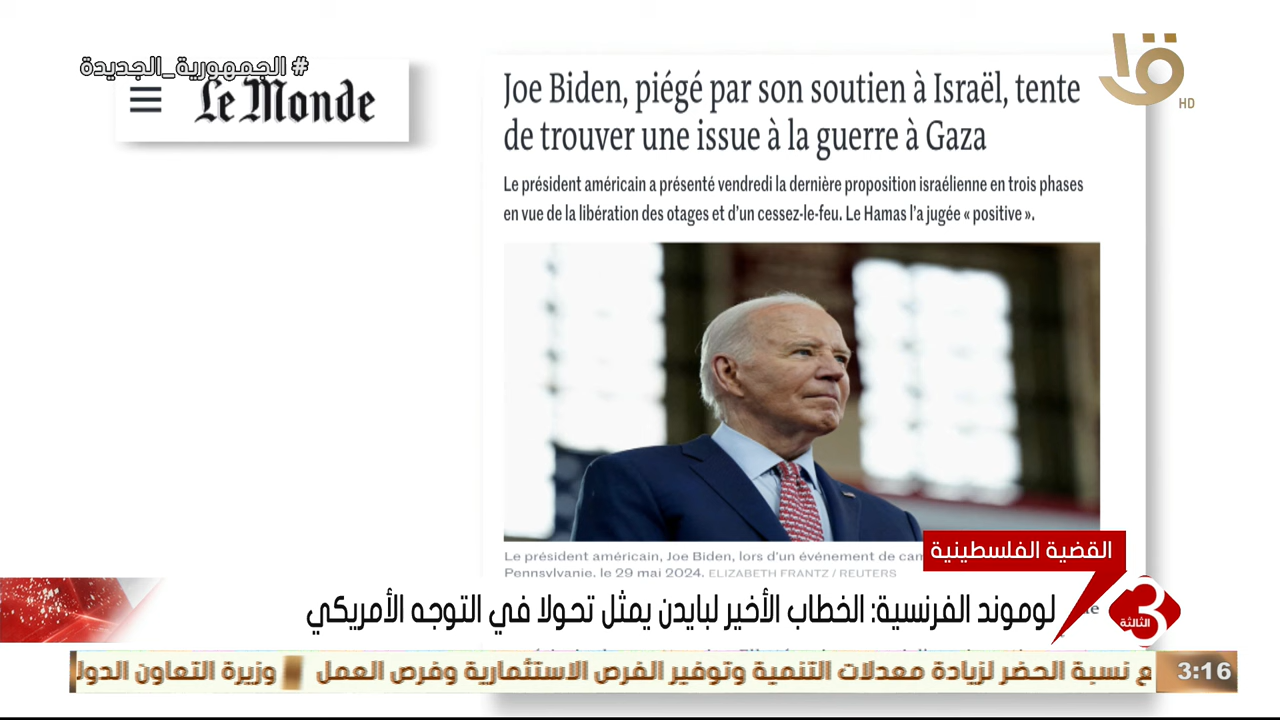 # الجمهورية_الجديدة
Le Monde
HD
Joe Biden, piégé par son soutien à Israël, tente
de trouver une issue à la guerre à Gaza
Le président américain a présenté vendredi la dernière proposition israélienne en trois phases
en vue de la libération des otages et d'un cessez-le-feu. Le Hamas l'a jugée « positive ».
Le président américain, Joe Biden, lors d'un événement de
Pennsylvanie, le 29 mai 2024. ELIZABETH FRANTZ / REUTERS
القضية الفلسطينية
لوموند الفرنسية: الخطاب الأخير لبايدن يمثل تحولا في التوجه الأمريكي
3
الثالثة
نسبة الحضر لزيادة معدلات التنمية وتوفير الفرص الاستثمارية وفرص العمل وزيرة التعاون
3:16